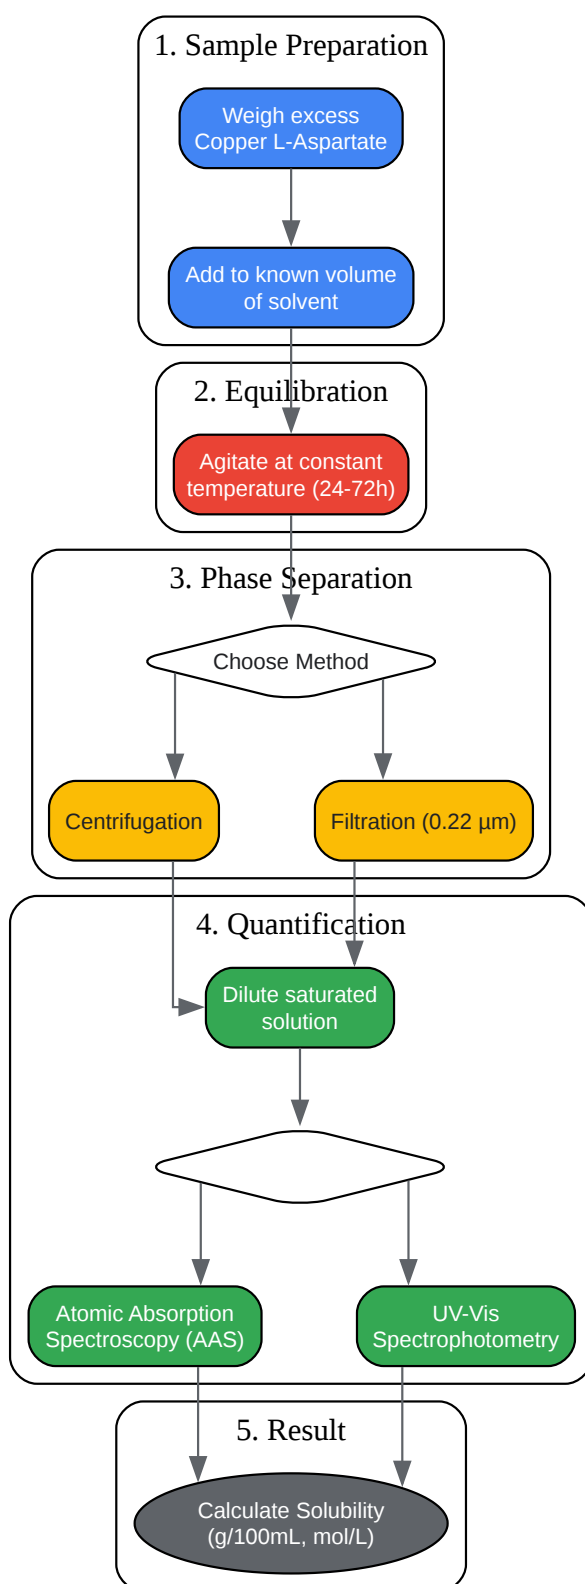 1. Sample Preparation
Weigh excess
Copper L-Aspartate
Add to known volume
of solvent
2. Equilibration
Agitate at constant
temperature (24-72h)
3. Phase Separation
Choose Method
Centrifugation
Filtration (0.22 µm)
4. Quantification
Dilute saturated
solution
Atomic Absorption
Spectroscopy (AAS)
UV-Vis
Spectrophotometry
5. Result
Calculate Solubility
(g/100mL, mol/L)